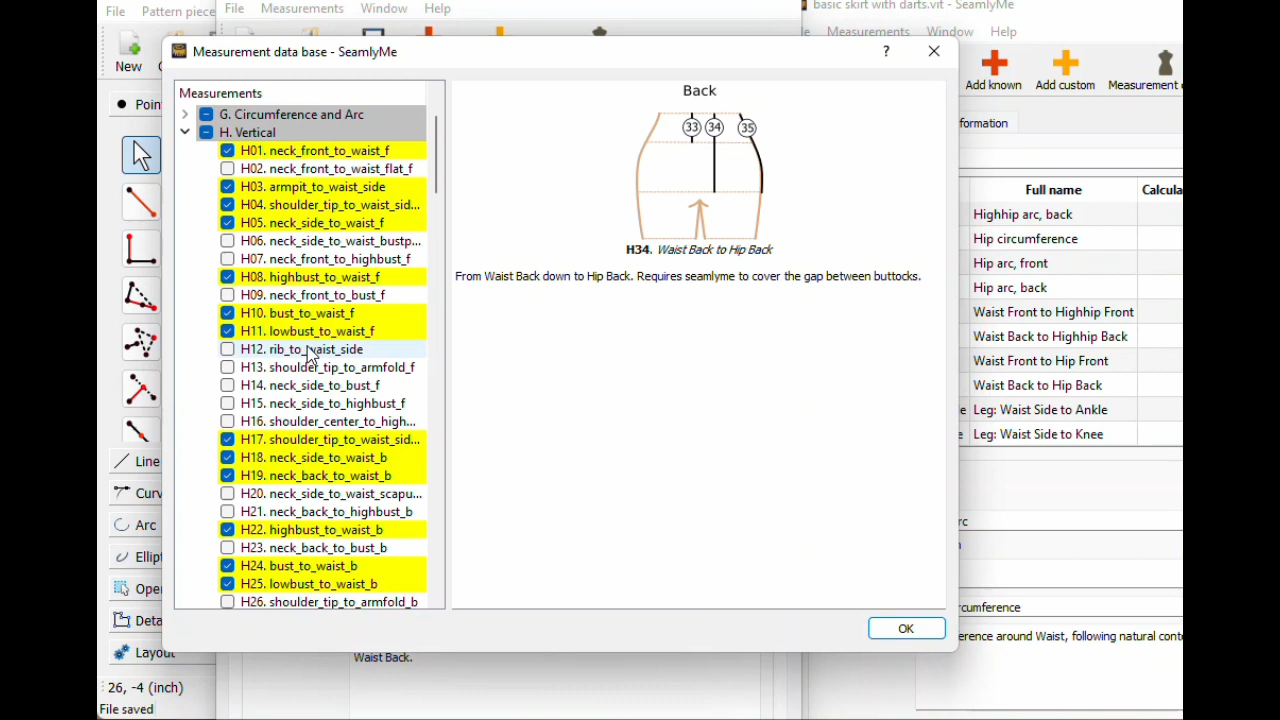 File Pattern piece
File Measurements Window Help
basic skirt with darts.vit - SeamlyMe
Measurements Window Help
Measurement data base - SeamlyMe ?
New
Add known Add custom Measurement
Measurements
G. Circumference and Arc
H. Vertical
H01. neck_front_to_waist_f
H02. neck_front_to_waist_flat_f
H03. armpit_to_waist_side
H04. shoulder_tip_to_waist_sid...
H05. neck_side_to_waist_f
H06. neck_side_to_waist_bustp...
H07. neck_front_to_highbust_f
H08. highbust_to_waist_f
H09. neck_front_to_bust_f
H10. bust_to_waist_f
H11. lowbust_to_waist_f
H12. rib_to_waist_side
H13. shoulder_tip_to_armfold_f
H14. neck_side_to_bust_f
H15. neck_side_to_highbust_f
H16. shoulder_center_to_high...
H17. shoulder_tip_to_waist_sid...
H18. neck_side_to_waist_b
H19. neck_back_to_waist_b
H20. neck_side_to_waist_scapu...
H21. neck_back_to_highbust_b
H22. highbust_to_waist_b
H23. neck_back_to_bust_b
H24. bust_to_waist_b
H25. lowbust_to_waist_b
H26. shoulder_tip_to_armfold_b
Back
33 34 35
H34. Waist Back to Hip Back
From Waist Back down to Hip Back. Requires seamlyme to cover the gap between buttocks.
OK
Poin
Line
Curv
Arc
Ellip
Oper
Deta
Layout
26, -4 (inch)
File saved
Waist Back.
formation
Full name Calcula
Highhip arc, back
Hip circumference
Hip arc, front
Hip arc, back
Waist Front to Highhip Front
Waist Back to Highhip Back
Waist Front to Hip Front
Waist Back to Hip Back
e Leg: Waist Side to Ankle
e Leg: Waist Side to Knee
rc
cumference
erence around Waist, following natural conto